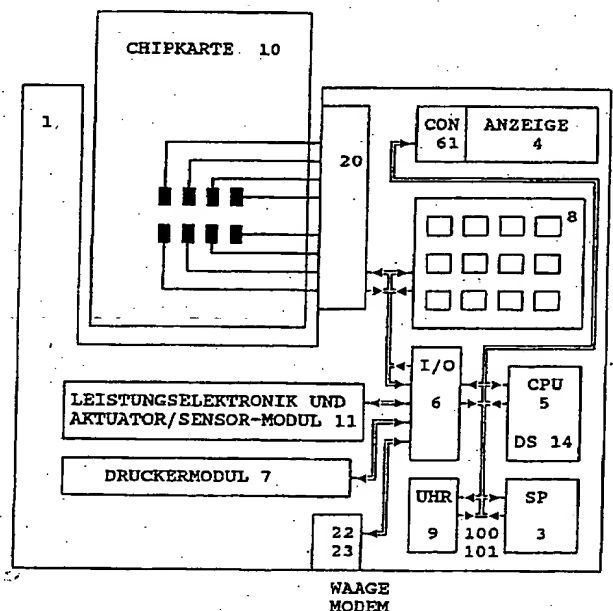 CHIPKARTE 10
1
20
CON
61
ANZEIGE
4
8
I/O
6
CPU
5
DS 14
LEISTUNGSELEKTRONIK UND
AKTUATOR/SENSOR-MODUL 11
DRUCKERMODUL 7
UHR
9
100
101
SP
3
22
23
WAAGE
MODEM